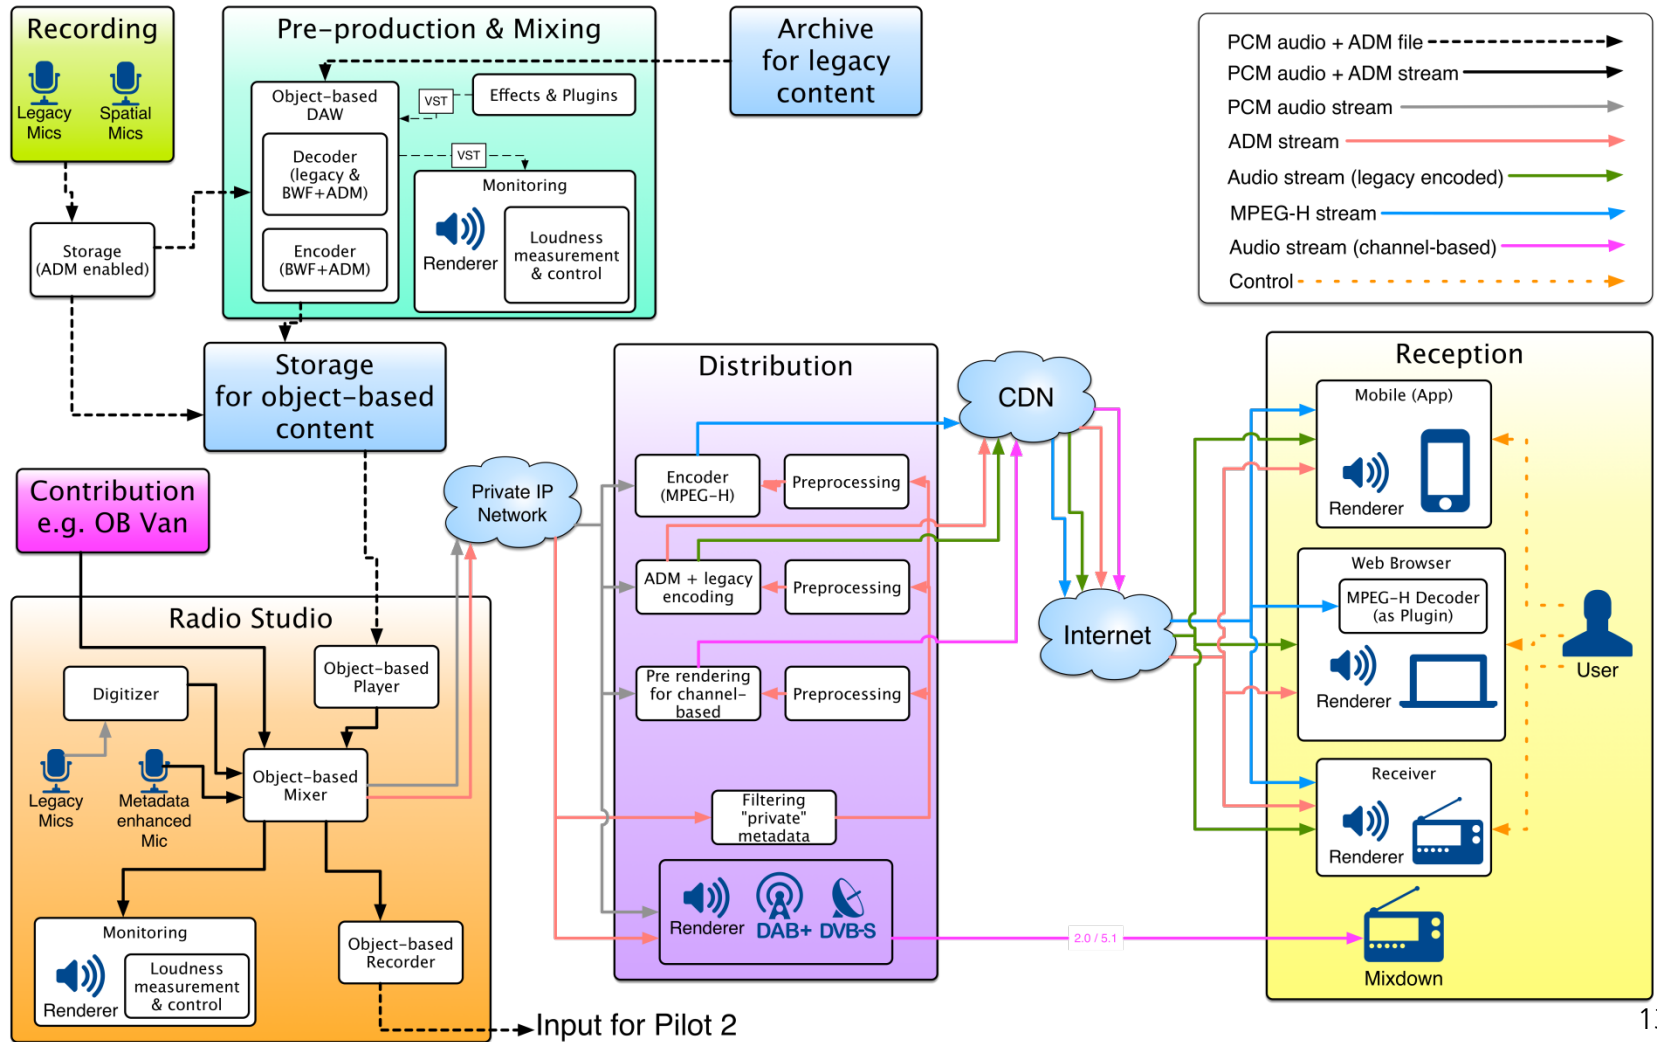 Recording
Legacy
Mics
Spatial
Mics
Storage
(ADM enabled)
Pre-production & Mixing
Object-based
DAW
Decoder
(legacy &
BWF+ADM)
Encoder
(BWF+ADM)
VST
Effects & Plugins
VST
Monitoring
Renderer
Loudness
measurement
& control
Archive
for legacy
content
PCM audio + ADM file
PCM audio + ADM stream
PCM audio stream
ADM stream
Audio stream (legacy encoded)
MPEG-H stream
Audio stream (channel-based)
Control
Storage
for object-based
content
Contribution
e.g. OB Van
Radio Studio
Digitizer
Object-based
Player
Legacy
Mics
Metadata
enhanced
Mic
Object-based
Mixer
Monitoring
Renderer
Loudness
measurement
& control
Object-based
Recorder
Input for Pilot 2
Private IP
Network
Distribution
Encoder
(MPEG-H)
Preprocessing
ADM + legacy
encoding
Preprocessing
Pre rendering
for channel-
based
Preprocessing
Filtering
"private"
metadata
Renderer
DAB+
DVB-S
CDN
Internet
2.0 / 5.1
Reception
Mobile (App)
Renderer
Web Browser
MPEG-H Decoder
(as Plugin)
Renderer
Receiver
Renderer
Mixdown
User